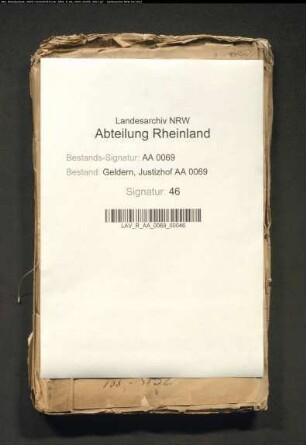 Landesarchiv NRW
Abteilung Rheinland
Bestands-Signatur: AA 0069
Bestand: Geldern, Justizhof AA 0069
Signatur: 46
LAV_R_AA_0069_00046